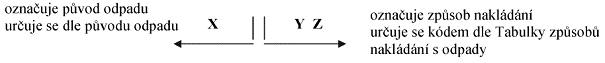 označuje původ odpadu
určuje se dle původu odpadu
X
Y Z
označuje způsob nakládání
určuje se kódem dle Tabulky způsobů
nakládání s odpady